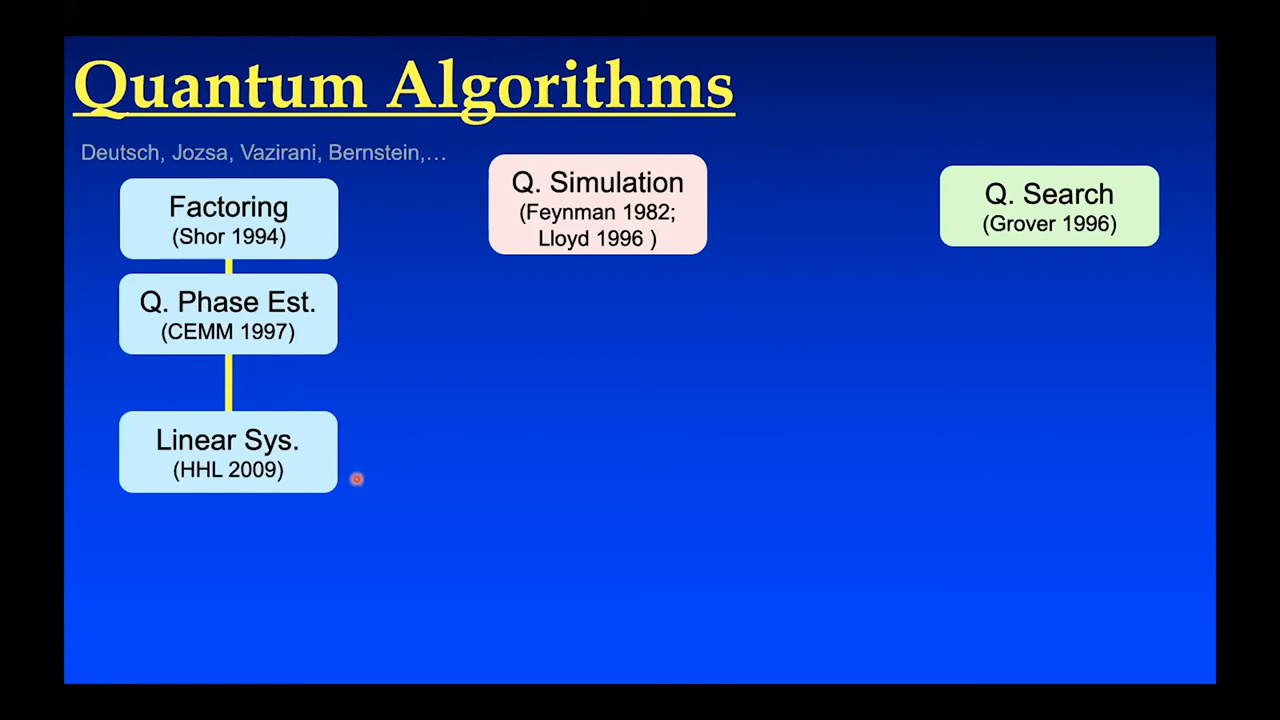 Quantum Algorithms
Deutsch, Jozsa, Vazirani, Bernstein,…
Factoring
(Shor 1994)
Q. Phase Est.
(CEMM 1997)
Linear Sys.
(HHL 2009)
Q. Simulation
(Feynman 1982;
Lloyd 1996 )
Q. Search
(Grover 1996)